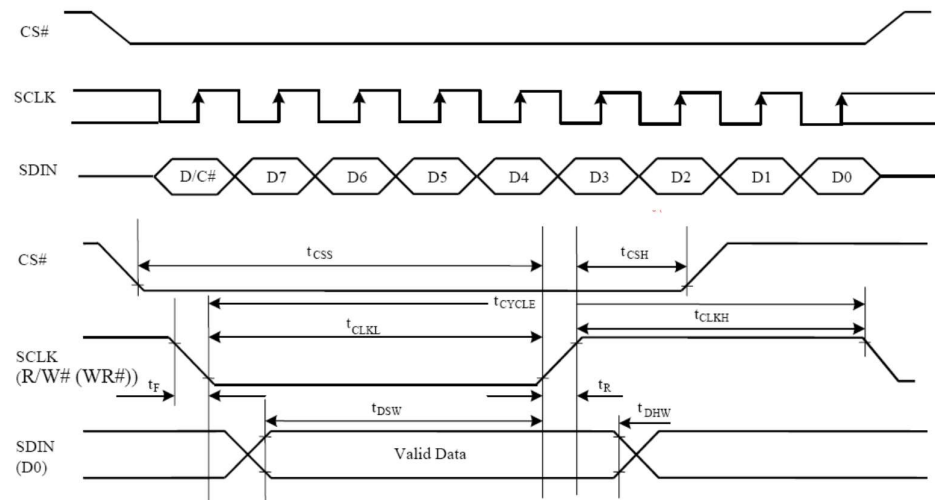 CS#
SCLK
SDIN
D/C# D7 D6 D5 D4 D3 D2 D1 D0
CS#
tCSS
tCSH
tCYCLE
tCLKL
tCLKH
SCLK
(R/W# (WR#))
tF
tR
tDSW
tDHW
SDIN
(D0)
Valid Data